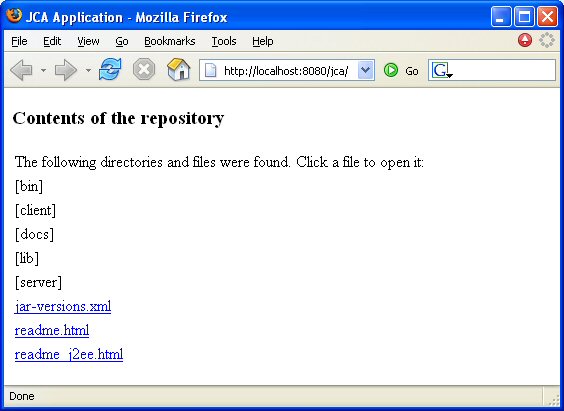 JCA Application - Mozilla Firefox
File Edit View Go Bookmarks Tools Help
http://localhost:8080/jca/ Go G
Contents of the repository
The following directories and files were found. Click a file to open it:
[bin]
[client]
[docs]
[lib]
[server]
jar-versions.xml
readme.html
readme_j2ee.html
Done